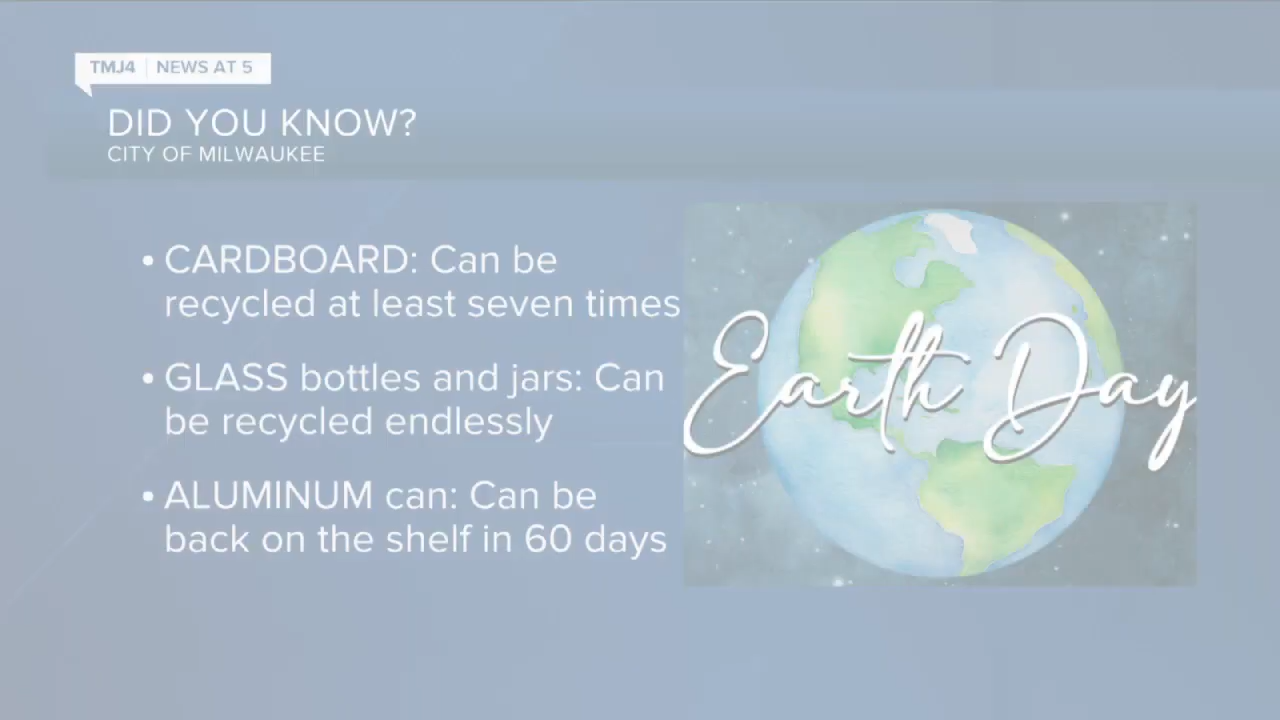 TMJ4 | NEWS AT 5
DID YOU KNOW?
CITY OF MILWAUKEE
• CARDBOARD: Can be
recycled at least seven times
• GLASS bottles and jars: Can
be recycled endlessly
• ALUMINUM can: Can be
back on the shelf in 60 days
Earth Day